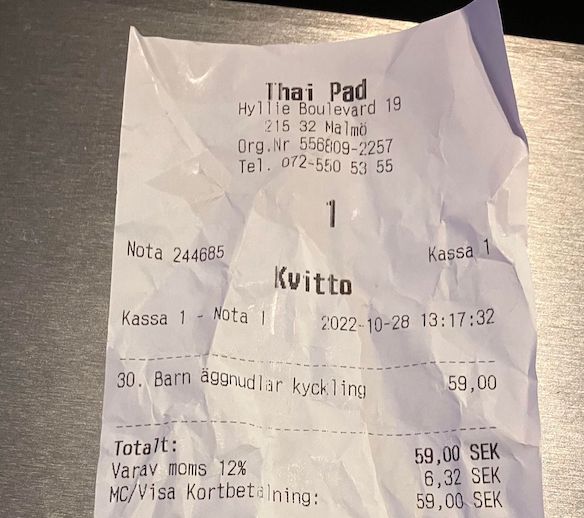 Thai Pad
Hyllie Boulevard 19
215 32 Malmö
Org.Nr 556809-2257
Tel. 072-550 53 55
1
Nota 244685 Kassa 1
Kvitto
Kassa 1 - Nota 1 2022-10-28 13:17:32
30. Barn äggnudlar kyckling 59,00
Totalt: 59,00 SEK
Varav moms 12% 6,32 SEK
MC/Visa Kortbetalning: 59,00 SEK